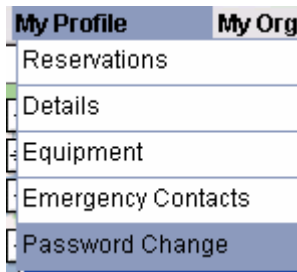 My Profile My Org
Reservations
Details
Equipment
Emergency Contacts
Password Change